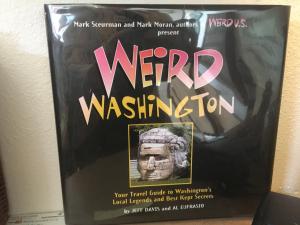 Mark Sceurman and Mark Moran, authors of WEIRD U.S.
present
WEIRD
WASHINGTON
Your Travel Guide to Washington's
Local Legends and Best Kept Secrets
by JEFF DAVIS and AL EUFRASIO